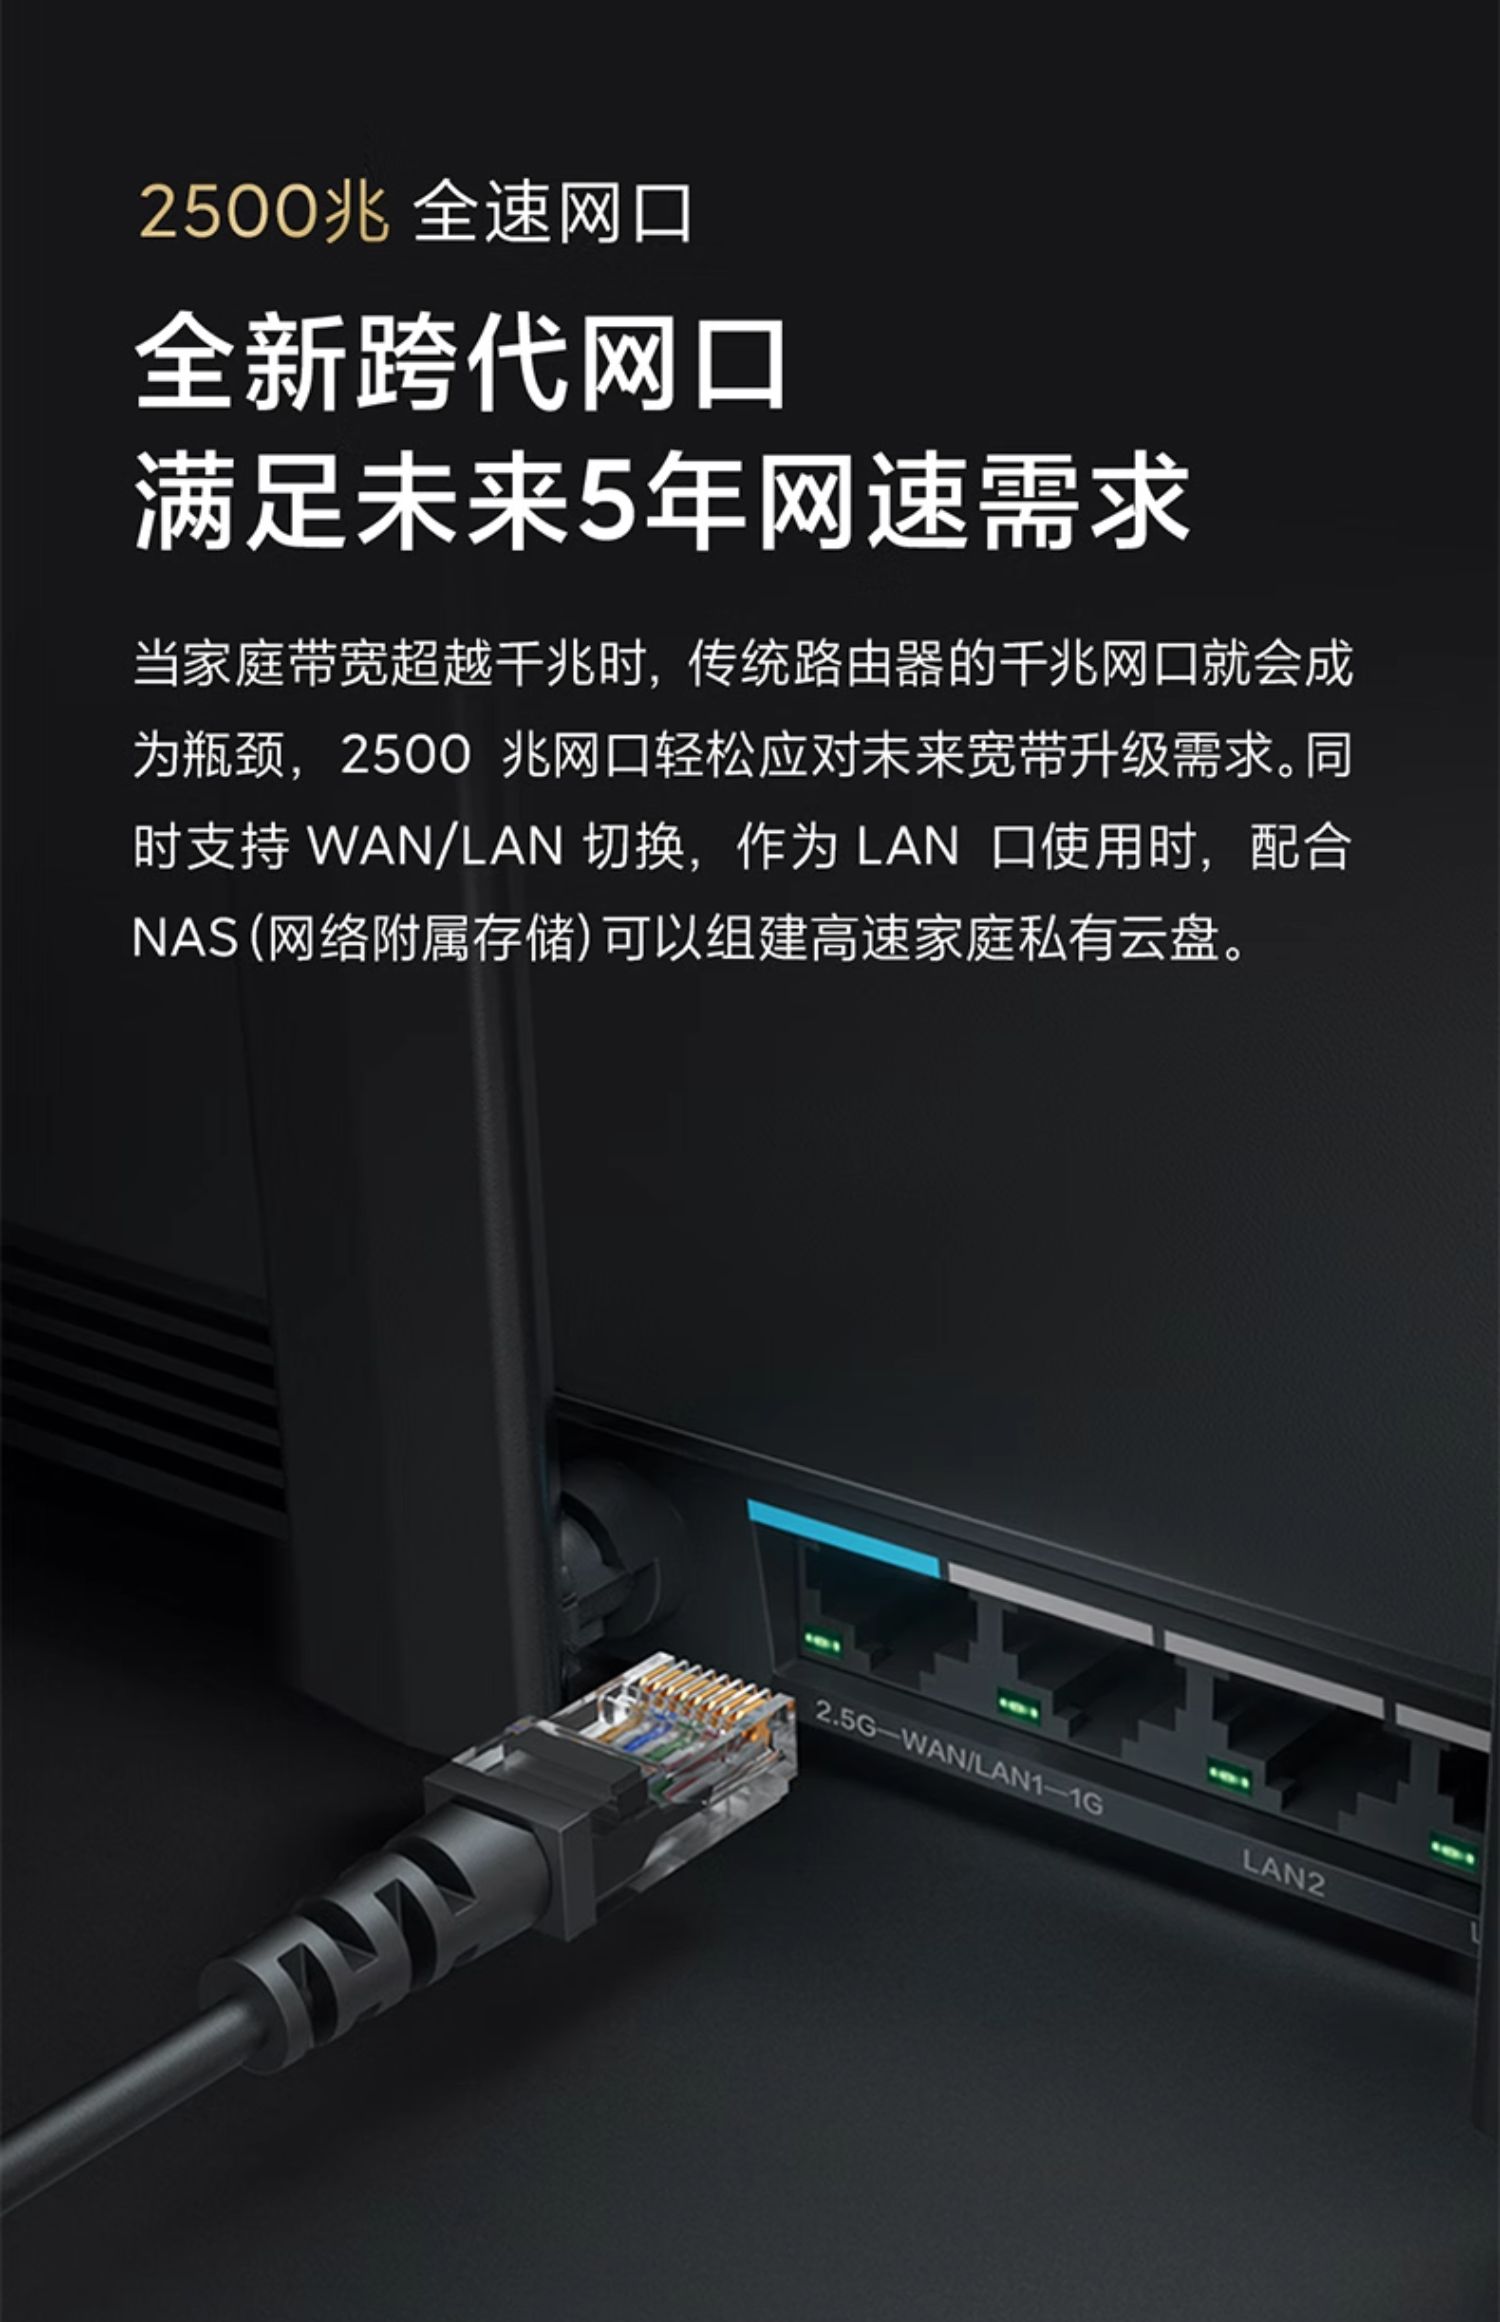 2500兆 全速网口
全新跨代网口
满足未来5年网速需求
当家庭带宽超越千兆时，传统路由器的千兆网口就会成
为瓶颈，2500 兆网口轻松应对未来宽带升级需求。同
时支持 WAN/LAN 切换，作为 LAN 口使用时，配合
NAS（网络附属存储）可以组建高速家庭私有云盘。
2.5G—WAN/LAN1—1G
LAN2